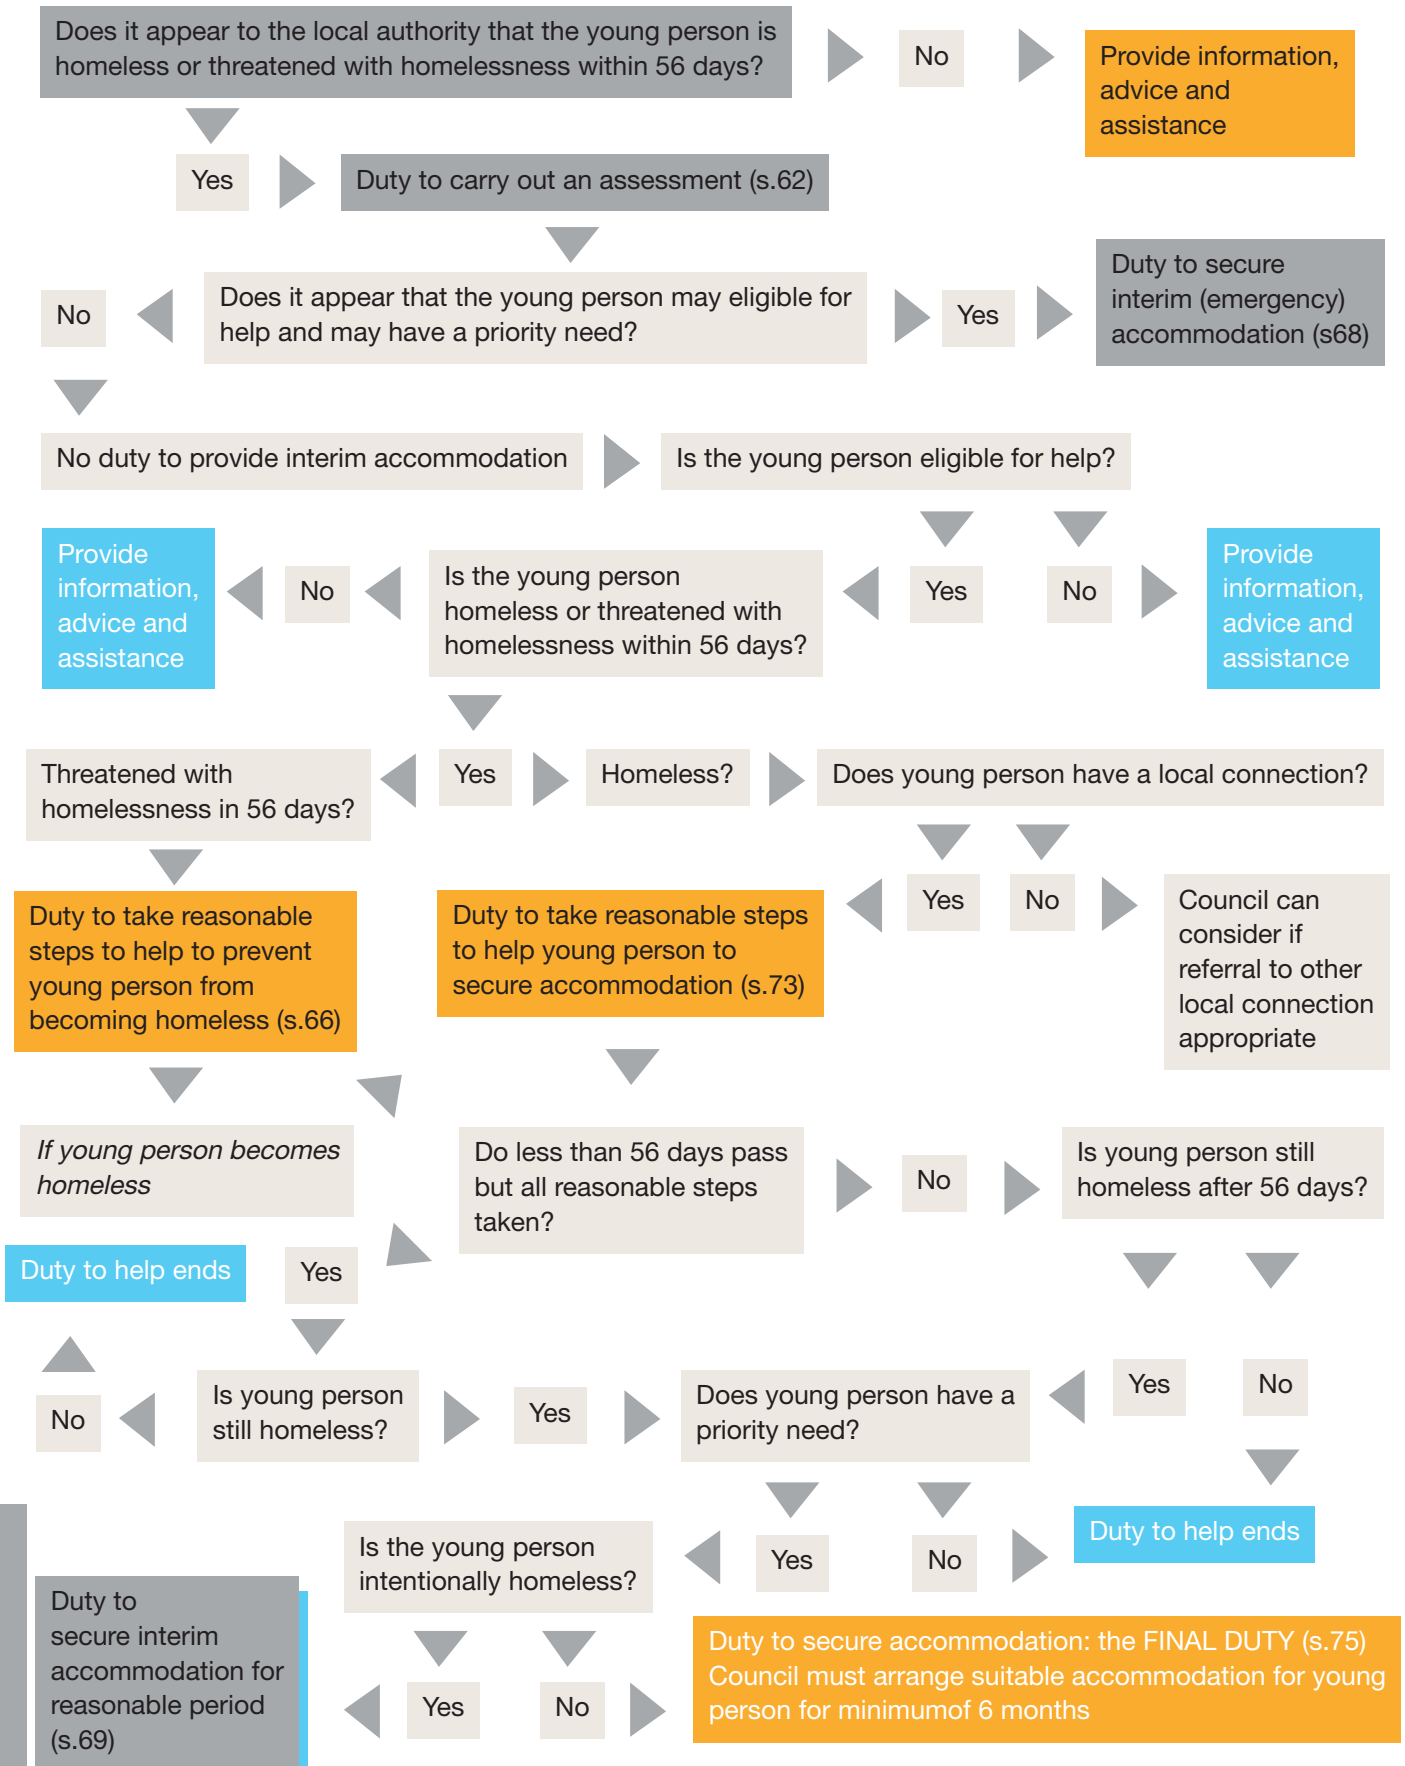 Does it appear to the local authority that the young person is
homeless or threatened with homelessness within 56 days?
No
Provide information,
advice and
assistance
Yes
Duty to carry out an assessment (s.62)
No
Does it appear that the young person may eligible for
help and may have a priority need?
Yes
Duty to secure
interim (emergency)
accommodation (s68)
No duty to provide interim accommodation
Is the young person eligible for help?
Provide
information,
advice and
assistance
No
Is the young person
homeless or threatened with
homelessness within 56 days?
Yes
No
Provide
information,
advice and
assistance
Threatened with
homelessness in 56 days?
Yes
Homeless?
Does young person have a local connection?
Duty to take reasonable
steps to help to prevent
young person from
becoming homeless (s.66)
Duty to take reasonable steps
to help young person to
secure accommodation (s.73)
Yes
No
Council can
consider if
referral to other
local connection
appropriate
If young person becomes
homeless
Do less than 56 days pass
but all reasonable steps
taken?
No
Is young person still
homeless after 56 days?
Duty to help ends
Yes
No
Is young person
still homeless?
Yes
Does young person have a
priority need?
Yes
No
Is the young person
intentionally homeless?
Yes
No
Duty to help ends
Duty to
secure interim
accommodation for
reasonable period
(s.69)
Yes
No
Duty to secure accommodation: the FINAL DUTY (s.75)
Council must arrange suitable accommodation for young
person for minimumof 6 months